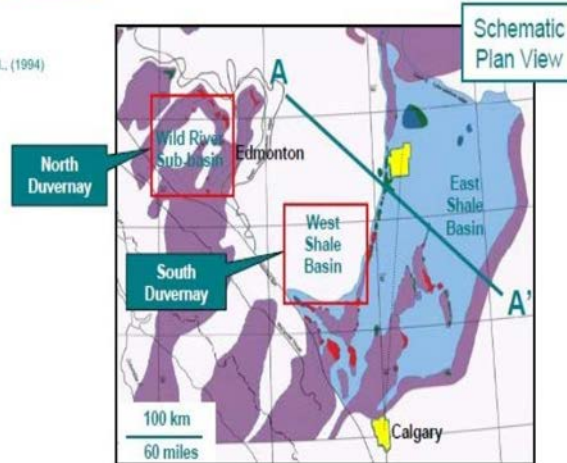 Schematic
Plan View
L, (1994)
A
Wild River
Sub-basin
Edmonton
North
Duvernay
East
Shale
Basin
West
Shale
Basin
South
Duvernay
A'
100 km
60 miles
Calgary